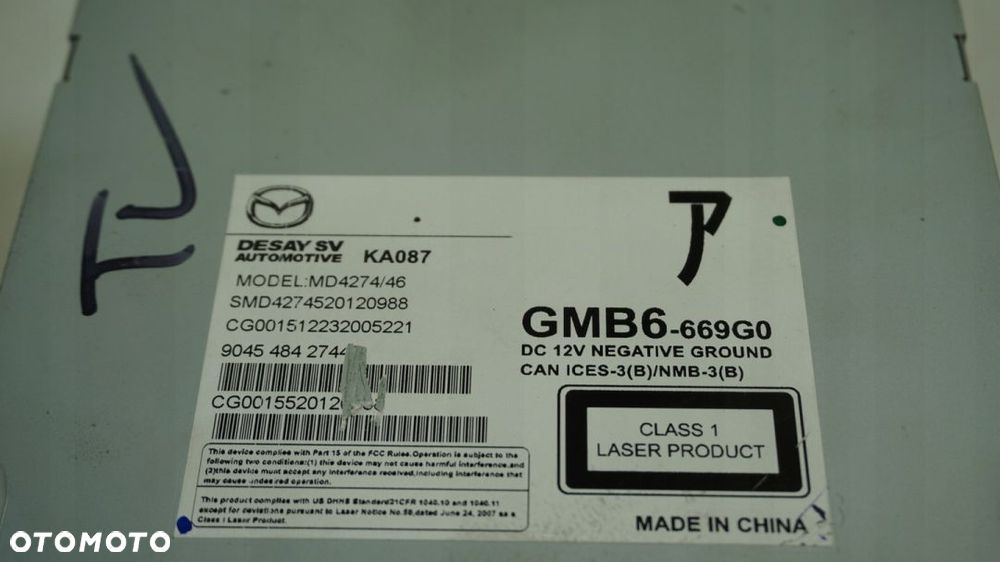 TU
ア
DESAY SV
AUTOMOTIVE KA087
MODEL:MD4274/46
SMD4274520120988
CG001512232005221
9045 484 2744
GMB6-669G0
DC 12V NEGATIVE GROUND
CAN ICES-3(B)/NMB-3(B)
CLASS 1
LASER PRODUCT
This device complies with Part 15 of the FCC Rules.Operation is subject to the
following two conditions:(1) this device may not cause harmful interference,and
(2)this device must accept any interference received,including interference that
may cause undesired operation.
This product complies with US DHHS Standard21CFR 1040.10 and 1040.11
except for deviations pursuant to Laser Notice No.50,dated June 24, 2007 as a
Class I Laser Product.
MADE IN CHINA
OTOMOTO